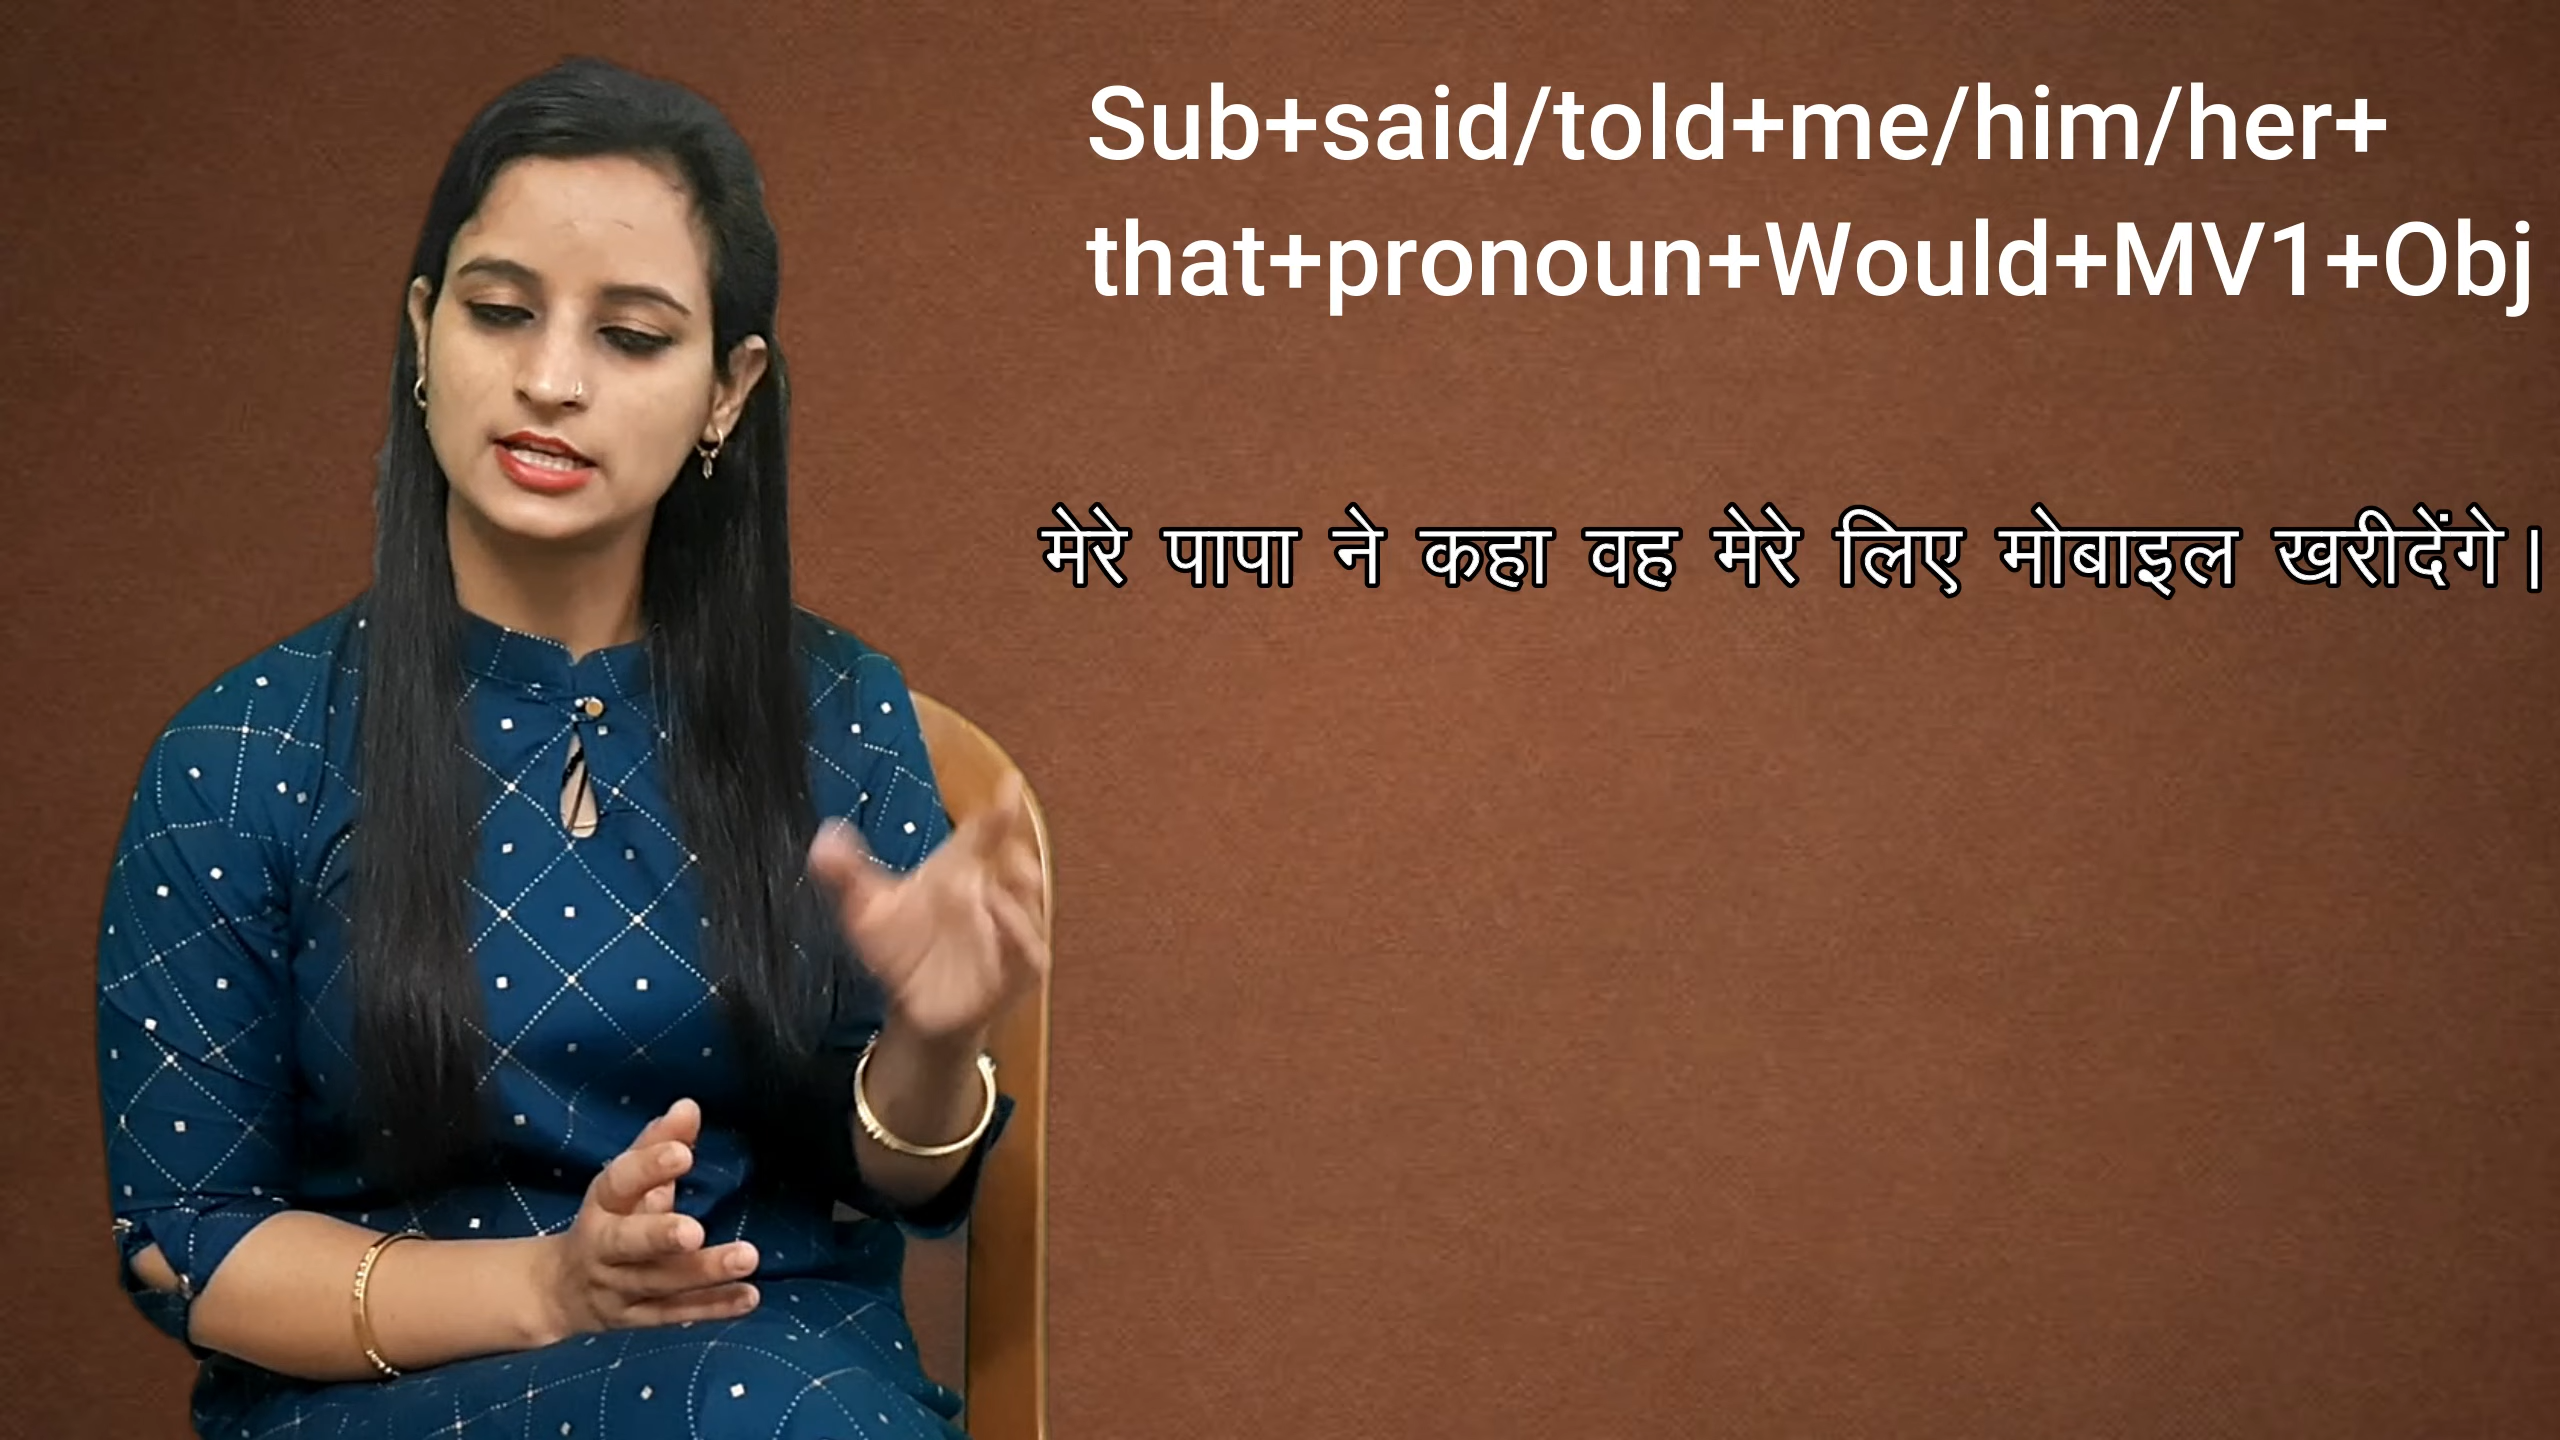 Sub+said/told+me/him/her+
that+pronoun+Would+MV1+Obj
मेरे पापा ने कहा वह मेरे लिए मोबाइल खरीदेंगे।